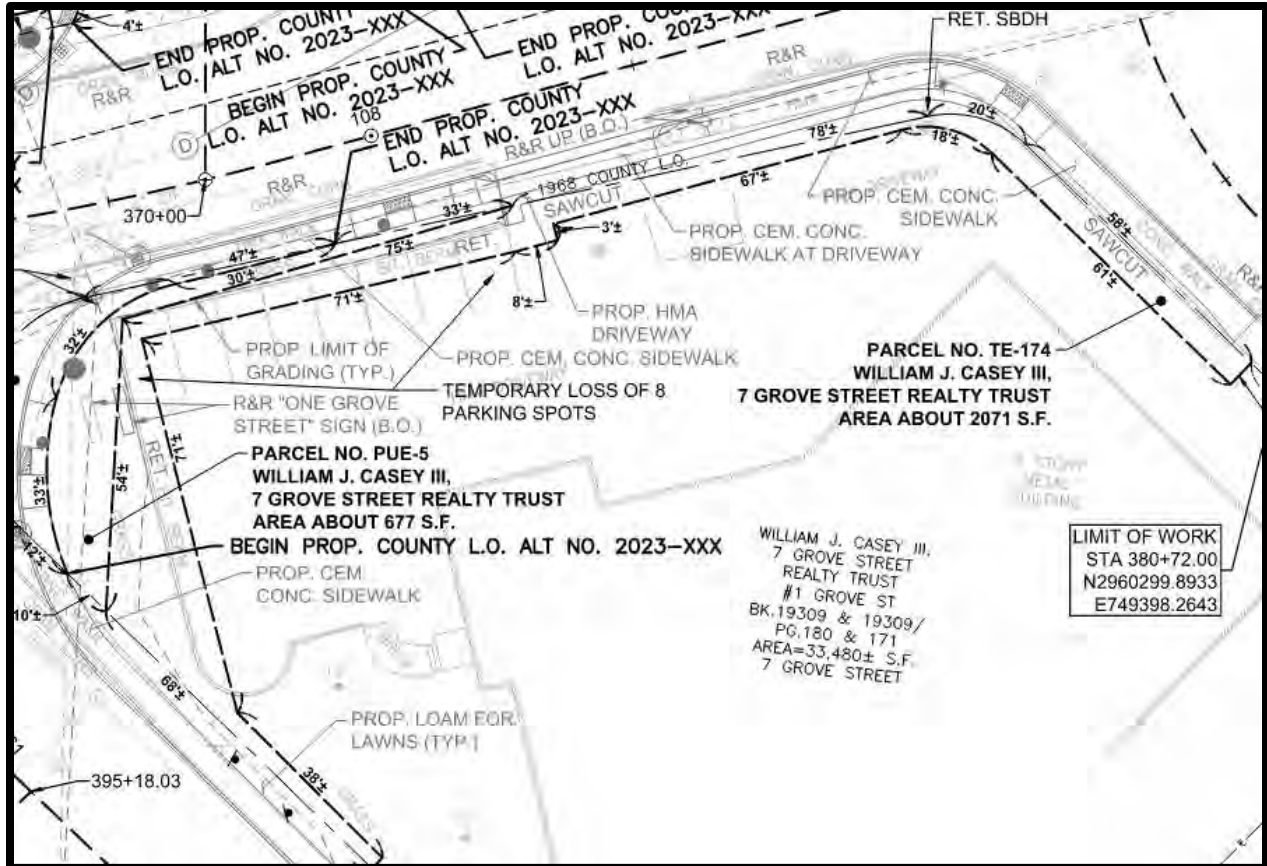 4'±
END PROP. COUNTY
L.O. ALT NO. 2023-XXX
R&R
BEGIN PROP. COUNTY
L.O. ALT NO. 2023-XXX
END PROP. COUNTY
L.O. ALT NO. 2023-XXX
108
END PROP. COUNTY
L.O. ALT NO. 2023-XXX
RET. SBDH
R&R
D
R&R UP (B.O.)
R&R
370+00
1968 COUNTY L.O.
SAWCUT
33'±
47'±
75'±
30'±
RET.
71'±
8'±
3'±
67'±
78'±
18'±
20'±
PROP. CEM. CONC.
SIDEWALK
PROP. CEM. CONC.
SIDEWALK AT DRIVEWAY
58'±
SAWCUT
61'±
CONC WALK
R&R
PROP. HMA
DRIVEWAY
PROP. CEM. CONC. SIDEWALK
32'±
PROP. LIMIT OF
GRADING (TYP.)
TEMPORARY LOSS OF 8
PARKING SPOTS
R&R "ONE GROVE
STREET" SIGN (B.O.)
PARCEL NO. TE-174
WILLIAM J. CASEY III,
7 GROVE STREET REALTY TRUST
AREA ABOUT 2071 S.F.
71'±
54'±
33'±
RET.
PARCEL NO. PUE-5
WILLIAM J. CASEY III,
7 GROVE STREET REALTY TRUST
AREA ABOUT 677 S.F.
BEGIN PROP. COUNTY L.O. ALT NO. 2023-XXX
12'±
10'±
PROP. CEM.
CONC. SIDEWALK
STORY
METAL
BUILDING
WILLIAM J. CASEY III,
7 GROVE STREET
REALTY TRUST
#1 GROVE ST
BK.19309 & 19309/
PG.180 & 171
AREA=33,480± S.F.
7 GROVE STREET
LIMIT OF WORK
STA 380+72.00
N2960299.8933
E749398.2643
68'±
PROP. LOAM FOR
LAWNS (TYP.)
38'±
GRASS
395+18.03